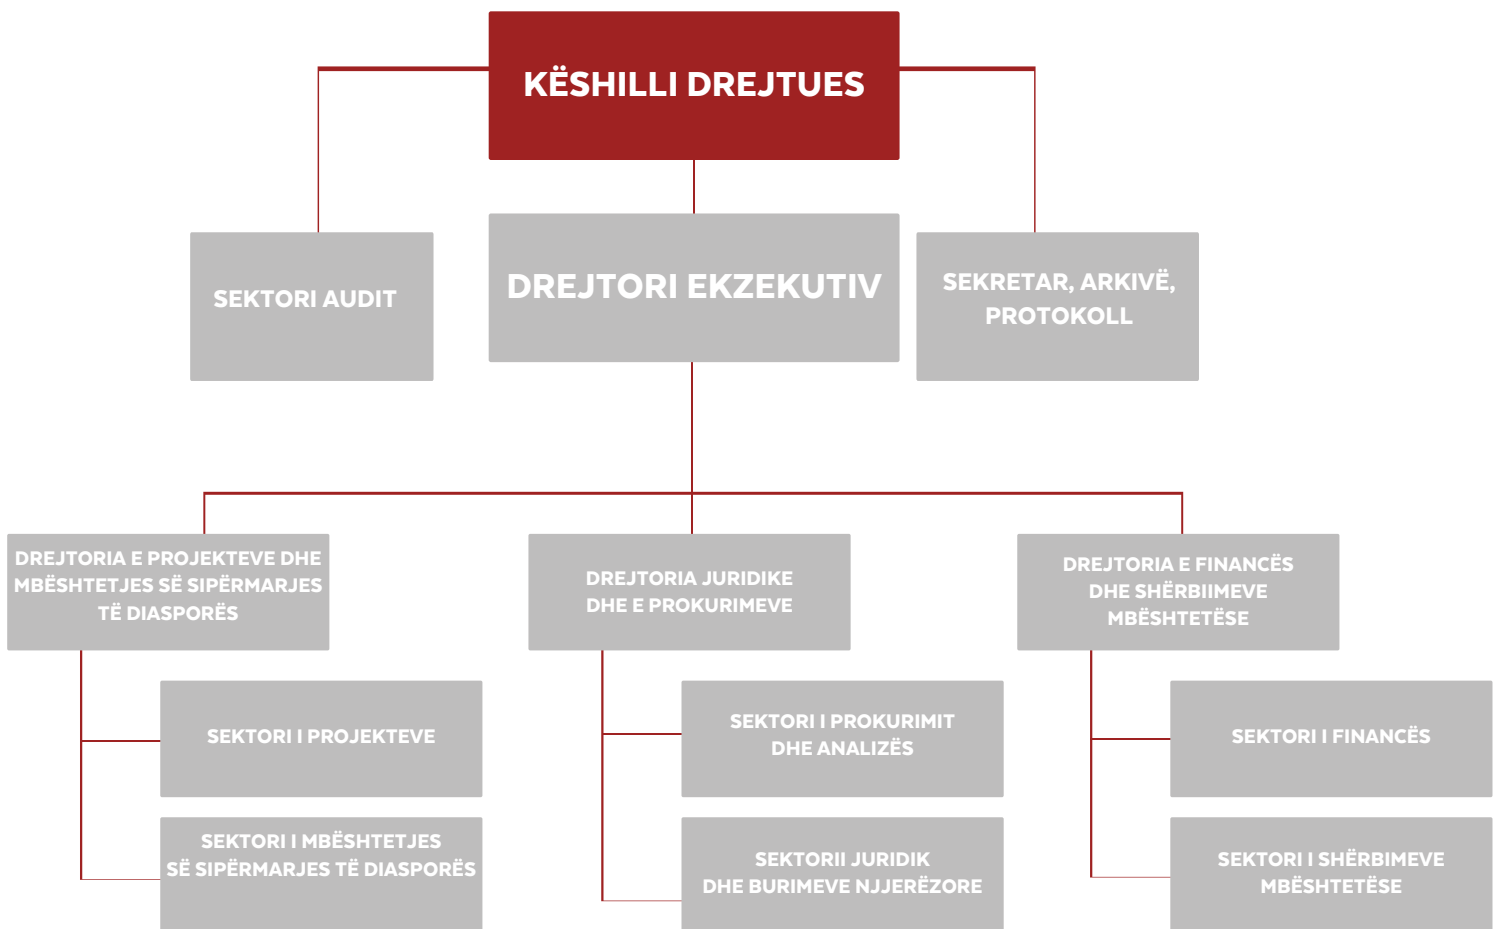 KËSHILLI DREJTUES
SEKTORI AUDIT
DREJTORI EKZEKUTIV
SEKRETAR, ARKIVË,
PROTOKOLL
DREJTORIA E PROJEKTEVE DHE
MBËSHTETJES SË SIPËRMARJES
TË DIASPORËS
DREJTORIA JURIDIKE
DHE E PROKURIMEVE
DREJTORIA E FINANCËS
DHE SHËRBIIMEVE
MBËSHTETËSE
SEKTORI I PROJEKTEVE
SEKTORI I PROKURIMIT
DHE ANALIZËS
SEKTORI I FINANCËS
SEKTORI I MBËSHTETJES
SË SIPËRMARJES TË DIASPORËS
SEKTORII JURIDIK
DHE BURIMEVE NJJERËZORE
SEKTORI I SHËRBIMEVE
MBËSHTETËSE